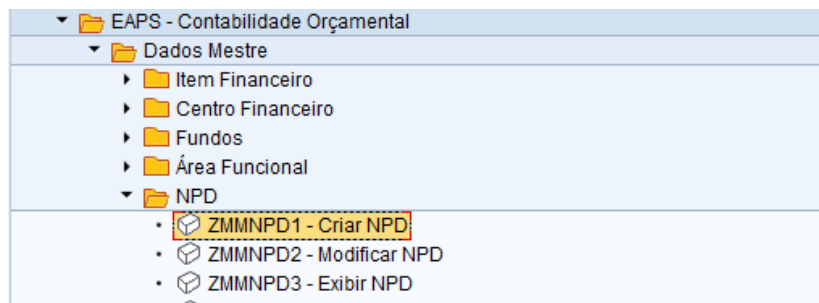 EAPS - Contabilidade Orçamental
Dados Mestre
Item Financeiro
Centro Financeiro
Fundos
Área Funcional
NPD
ZMMNPD1 - Criar NPD
ZMMNPD2 - Modificar NPD
ZMMNPD3 - Exibir NPD